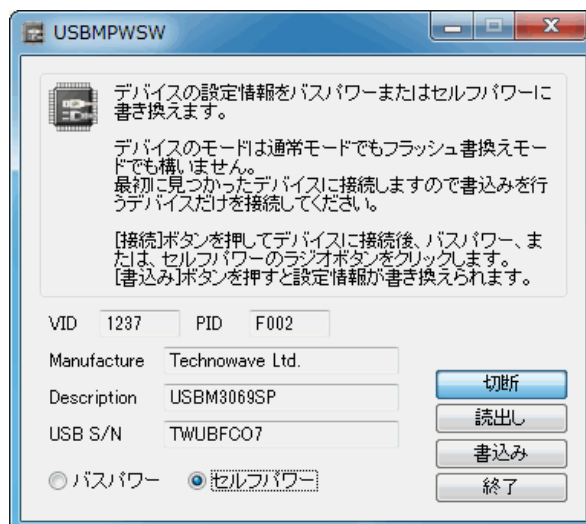 USBMPWSW
デバイスの設定情報をバスパワーまたはセルフパワーに
書き換えます。
デバイスのモードは通常モードでもフラッシュ書換えモー
ドでも構いません。
最初に見つかったデバイスに接続しますので書込みを行
うデバイスだけを接続してください。
[接続]ボタンを押してデバイスに接続後、バスパワー、ま
たは、セルフパワーのラジオボタンをクリックします。
[書込み]ボタンを押すと設定情報が書き換えられます。
VID 1237 PID F002
Manufacture Technowave Ltd.
Description USBM3069SP
USB S/N TWUBFCO7
バスパワー セルフパワー
切断
読出し
書込み
終了